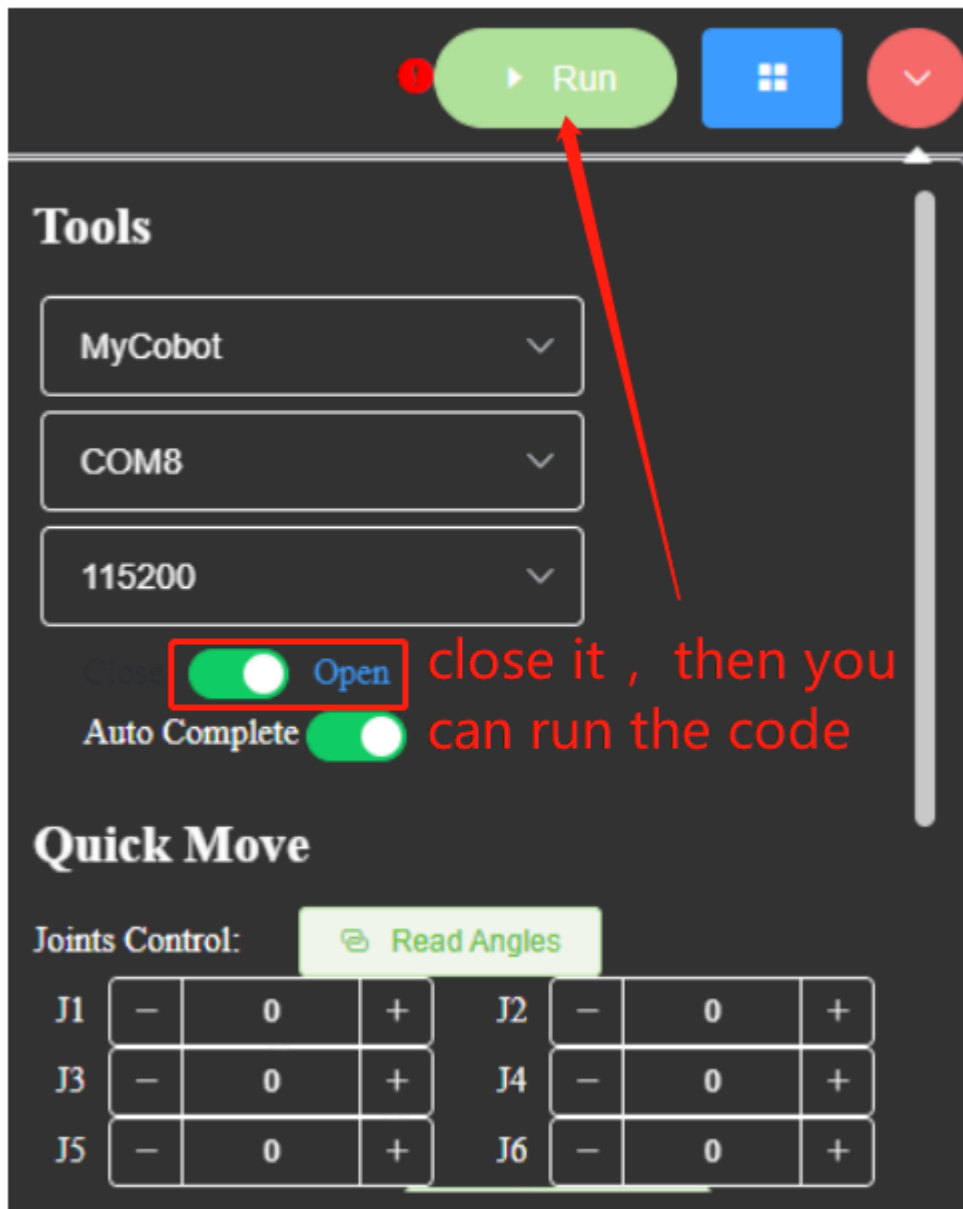 ! Run
Tools
MyCobot
COM8
115200
Close Open
close it ，then you
Auto Complete
can run the code
Quick Move
Joints Control: Read Angles
J1 − 0 + J2 − 0 +
J3 − 0 + J4 − 0 +
J5 − 0 + J6 − 0 +